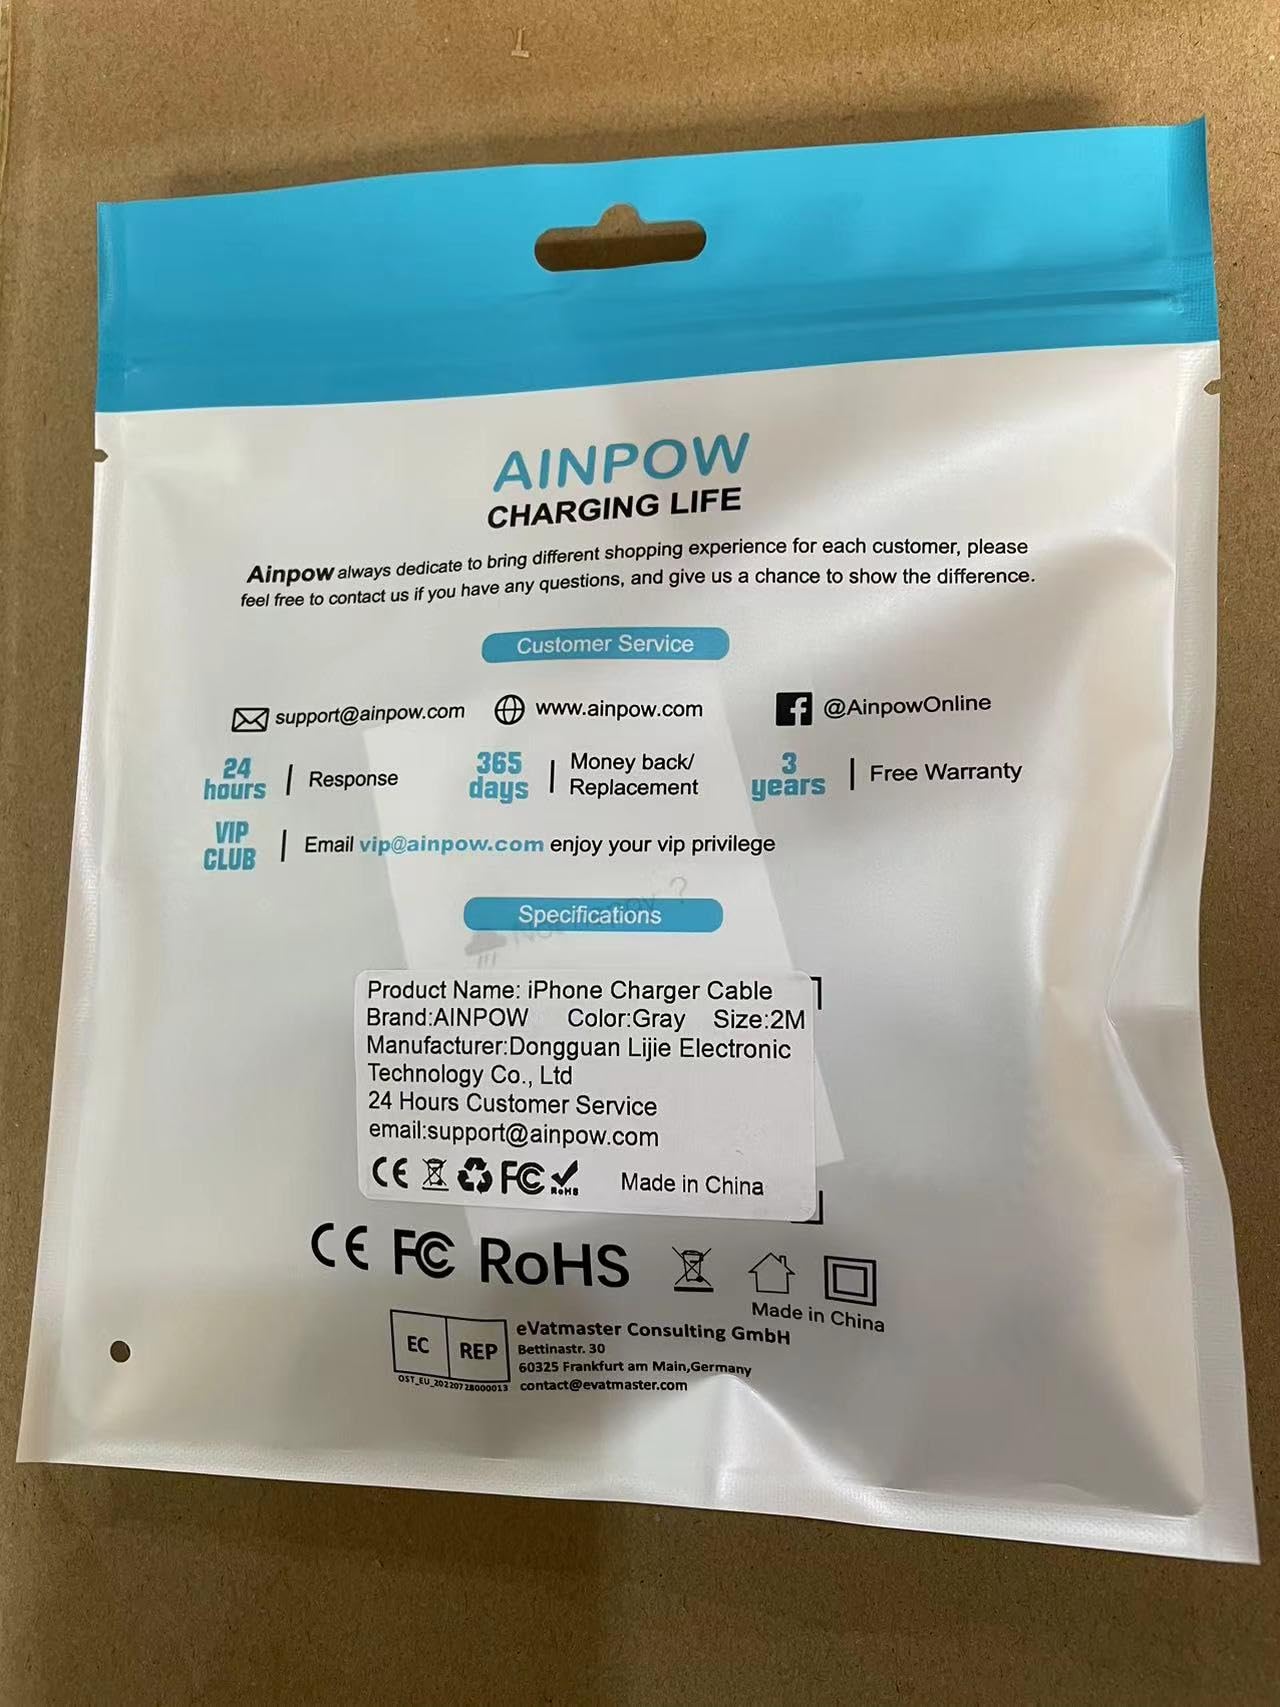 AINPOW
CHARGING LIFE
Ainpow always dedicate to bring different shopping experience for each customer, please
feel free to contact us if you have any questions, and give us a chance to show the difference.
Customer Service
support@ainpow.com www.ainpow.com @AinpowOnline
24 hours Response 365 days Money back/ Replacement 3 years Free Warranty
VIP CLUB Email vip@ainpow.com enjoy your vip privilege
Specifications
Product Name: iPhone Charger Cable
Brand:AINPOW Color:Gray Size:2M
Manufacturer:Dongguan Lijie Electronic
Technology Co., Ltd
24 Hours Customer Service
email:support@ainpow.com
CE FC RoHS Made in China
CE FC RoHS
Made in China
EC REP
eVatmaster Consulting GmbH
Bettinastr. 30
60325 Frankfurt am Main,Germany
OST_EU_20220728000013 contact@evatmaster.com